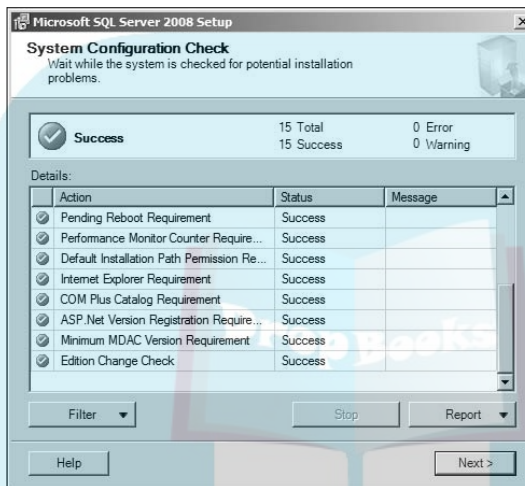 Microsoft SQL Server 2008 Setup
System Configuration Check
Wait while the system is checked for potential installation
problems.
Success
15 Total
0 Error
15 Success
0 Warning
Details:
Action Status Message
Pending Reboot Requirement Success
Performance Monitor Counter Require... Success
Default Installation Path Permission Re... Success
Internet Explorer Requirement Success
COM Plus Catalog Requirement Success
ASP.Net Version Registration Require... Success
Minimum MDAC Version Requirement Success
Edition Change Check Success
DropBooks
Filter Stop Report
Help Next >